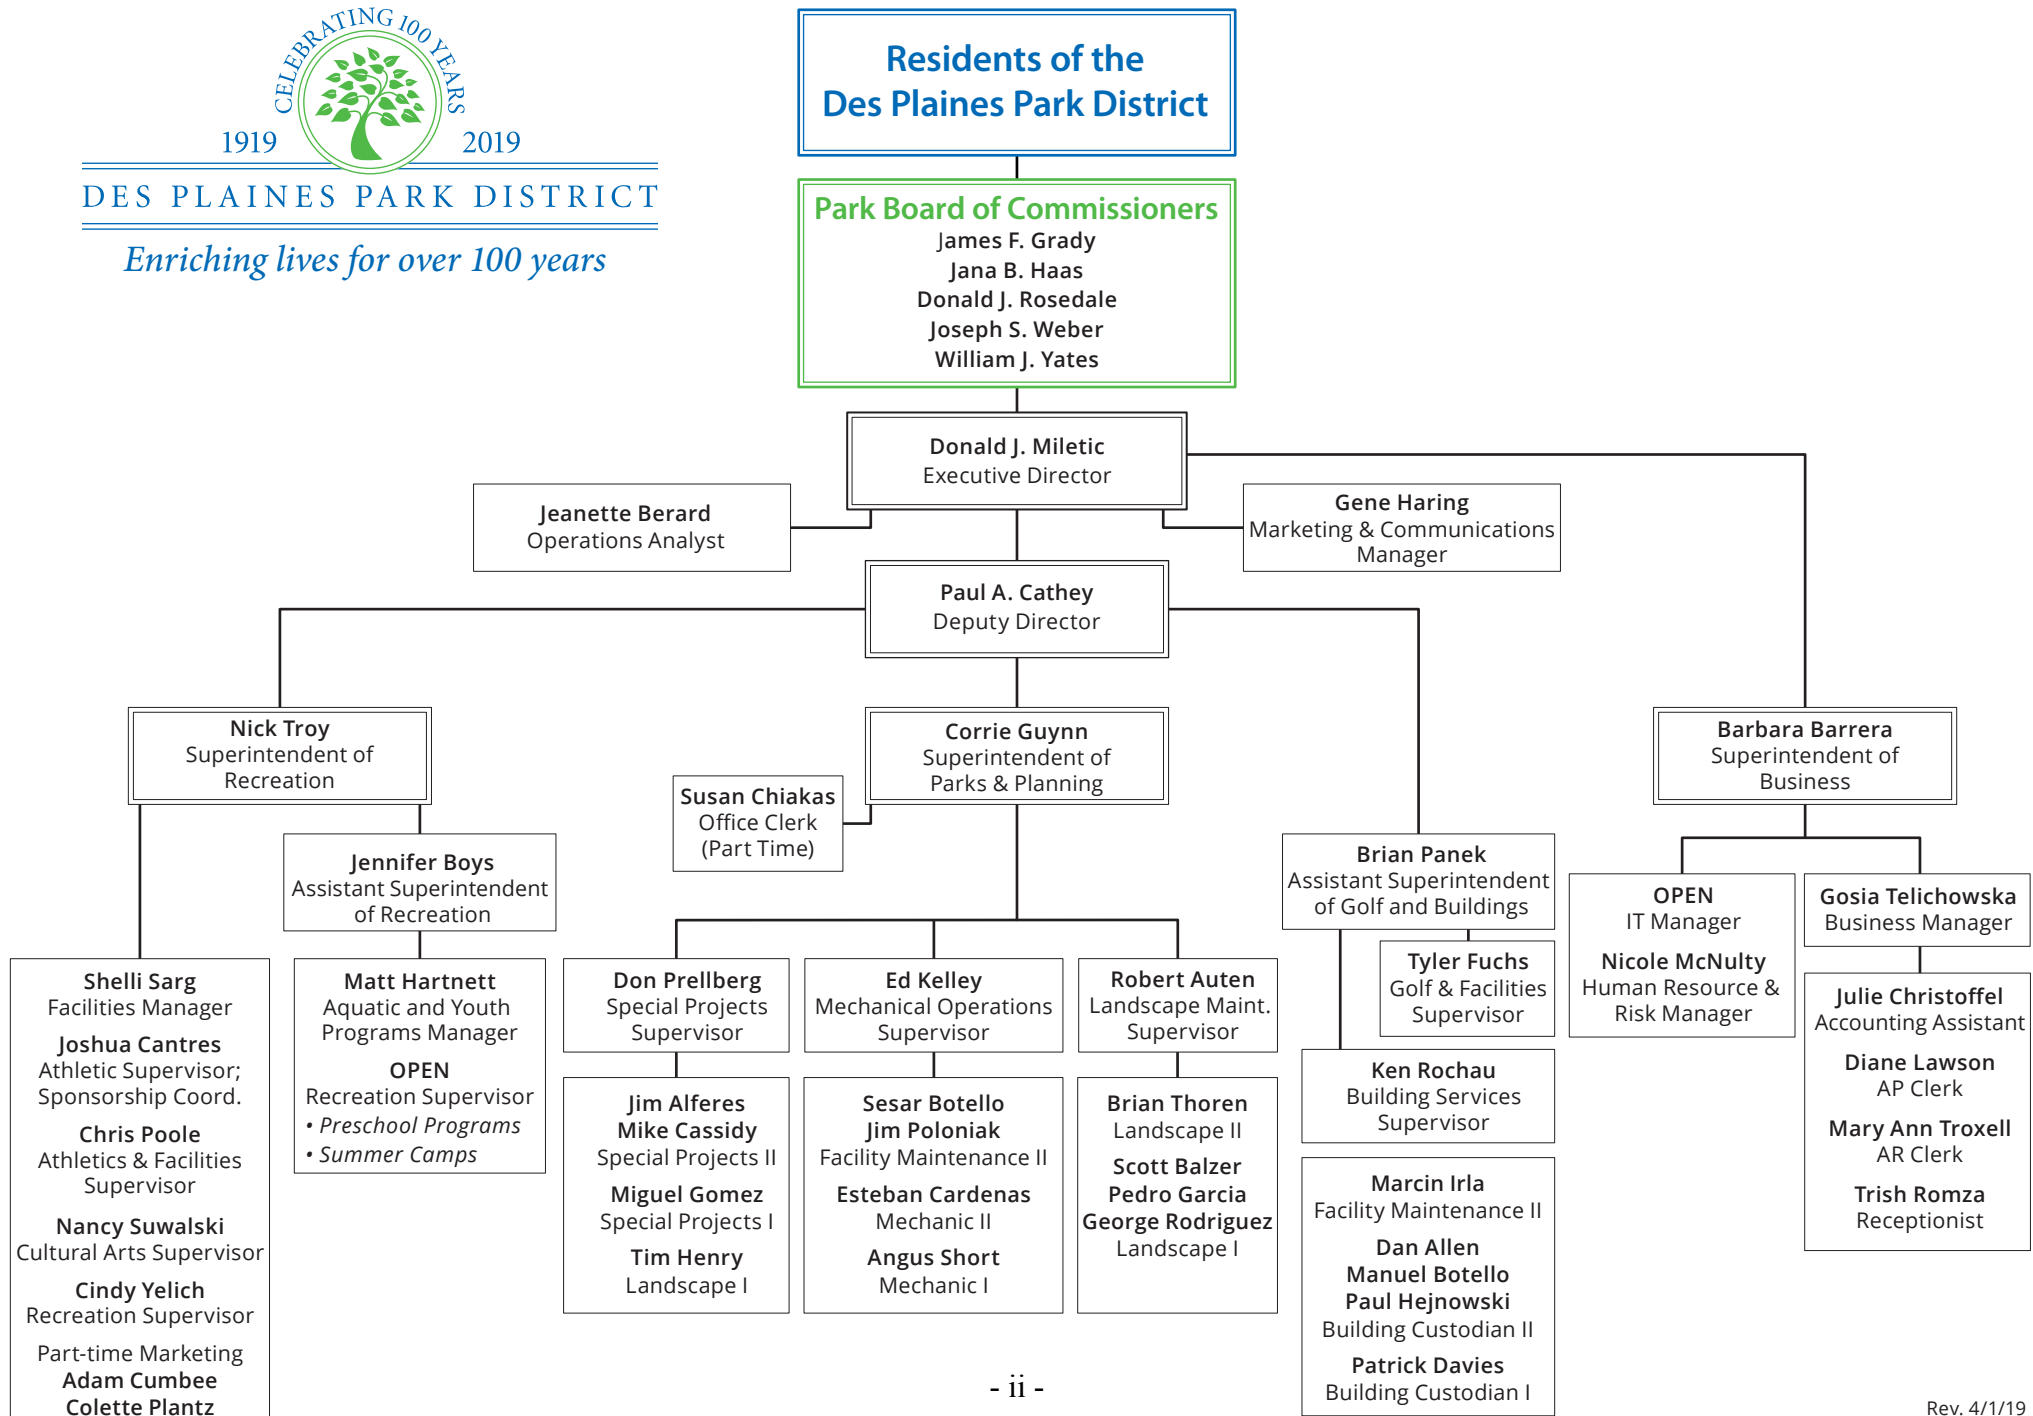 CELEBRATING 100 YEARS
1919 2019
DES PLAINES PARK DISTRICT
Enriching lives for over 100 years
Residents of the
Des Plaines Park District
Park Board of Commissioners
James F. Grady
Jana B. Haas
Donald J. Rosedale
Joseph S. Weber
William J. Yates
Donald J. Miletic
Executive Director
Jeanette Berard
Operations Analyst
Gene Haring
Marketing & Communications
Manager
Paul A. Cathey
Deputy Director
Nick Troy
Superintendent of
Recreation
Corrie Guynn
Superintendent of
Parks & Planning
Barbara Barrera
Superintendent of
Business
Susan Chiakas
Office Clerk
(Part Time)
Jennifer Boys
Assistant Superintendent
of Recreation
Brian Panek
Assistant Superintendent
of Golf and Buildings
OPEN
IT Manager
Nicole McNulty
Human Resource &
Risk Manager
Gosia Telichowska
Business Manager
Shelli Sarg
Facilities Manager
Joshua Cantres
Athletic Supervisor;
Sponsorship Coord.
Chris Poole
Athletics & Facilities
Supervisor
Nancy Suwalski
Cultural Arts Supervisor
Cindy Yelich
Recreation Supervisor
Part-time Marketing
Adam Cumbee
Colette Plantz
Matt Hartnett
Aquatic and Youth
Programs Manager
OPEN
Recreation Supervisor
• Preschool Programs
• Summer Camps
Don Prellberg
Special Projects
Supervisor
Jim Alferes
Mike Cassidy
Special Projects II
Miguel Gomez
Special Projects I
Tim Henry
Landscape I
Ed Kelley
Mechanical Operations
Supervisor
Sesar Botello
Jim Poloniak
Facility Maintenance II
Esteban Cardenas
Mechanic II
Angus Short
Mechanic I
Robert Auten
Landscape Maint.
Supervisor
Brian Thoren
Landscape II
Scott Balzer
Pedro Garcia
George Rodriguez
Landscape I
Tyler Fuchs
Golf & Facilities
Supervisor
Ken Rochau
Building Services
Supervisor
Marcin Irla
Facility Maintenance II
Dan Allen
Manuel Botello
Paul Hejnowski
Building Custodian II
Patrick Davies
Building Custodian I
Julie Christoffel
Accounting Assistant
Diane Lawson
AP Clerk
Mary Ann Troxell
AR Clerk
Trish Romza
Receptionist
- ii -
Rev. 4/1/19